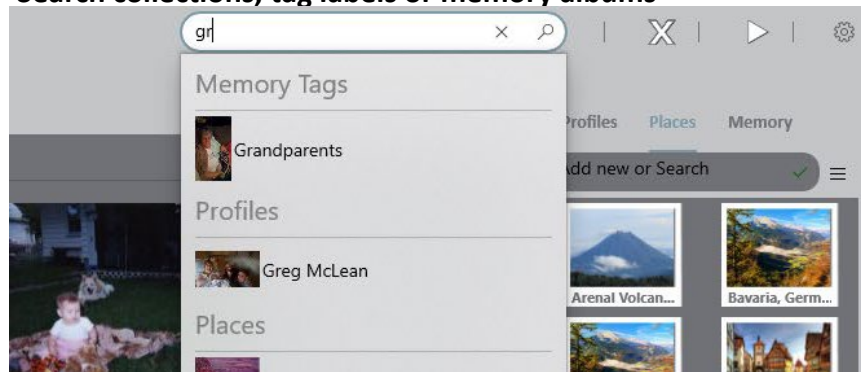 Search collections, tag labels or memory albums
gr
Memory Tags
Grandparents
Profiles
Greg McLean
Places
Profiles Places Memory
Add new or Search
Arenal Volcan...
Bavaria, Germ...